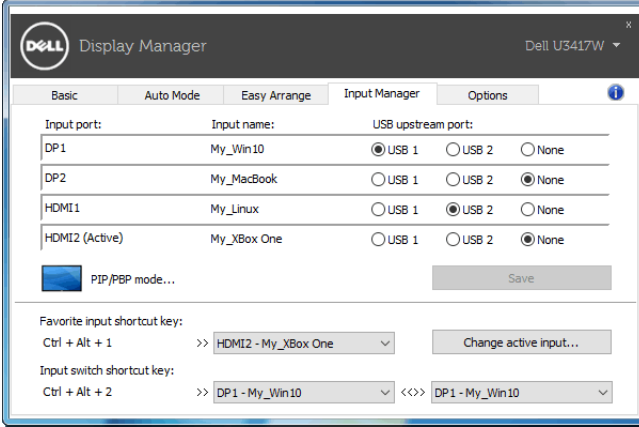 DELL Display Manager Dell U3417W
x
Basic Auto Mode Easy Arrange Input Manager Options
Input port: Input name: USB upstream port:
DP1 My_Win10 USB 1 USB 2 None
DP2 My_MacBook USB 1 USB 2 None
HDMI1 My_Linux USB 1 USB 2 None
HDMI2 (Active) My_XBox One USB 1 USB 2 None
PIP/PBP mode... Save
Favorite input shortcut key:
Ctrl + Alt + 1 >> HDMI2 - My_XBox One Change active input...
Input switch shortcut key:
Ctrl + Alt + 2 >> DP1 - My_Win10 <<>> DP1 - My_Win10